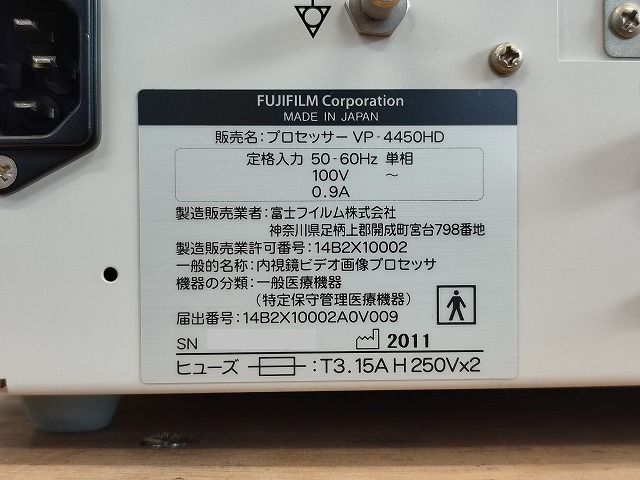 FUJIFILM Corporation
MADE IN JAPAN
販売名：プロセッサー VP-4450HD
定格入力 50-60Hz 単相
100V ～
0.9A
製造販売業者：富士フイルム株式会社
神奈川県足柄上郡開成町宮台798番地
製造販売業許可番号：14B2X10002
一般的名称：内視鏡ビデオ画像プロセッサ
機器の分類：一般医療機器
（特定保守管理医療機器）
届出番号：14B2X10002A0V009
SN 2011
ヒューズ ：T3.15A H 250V×2